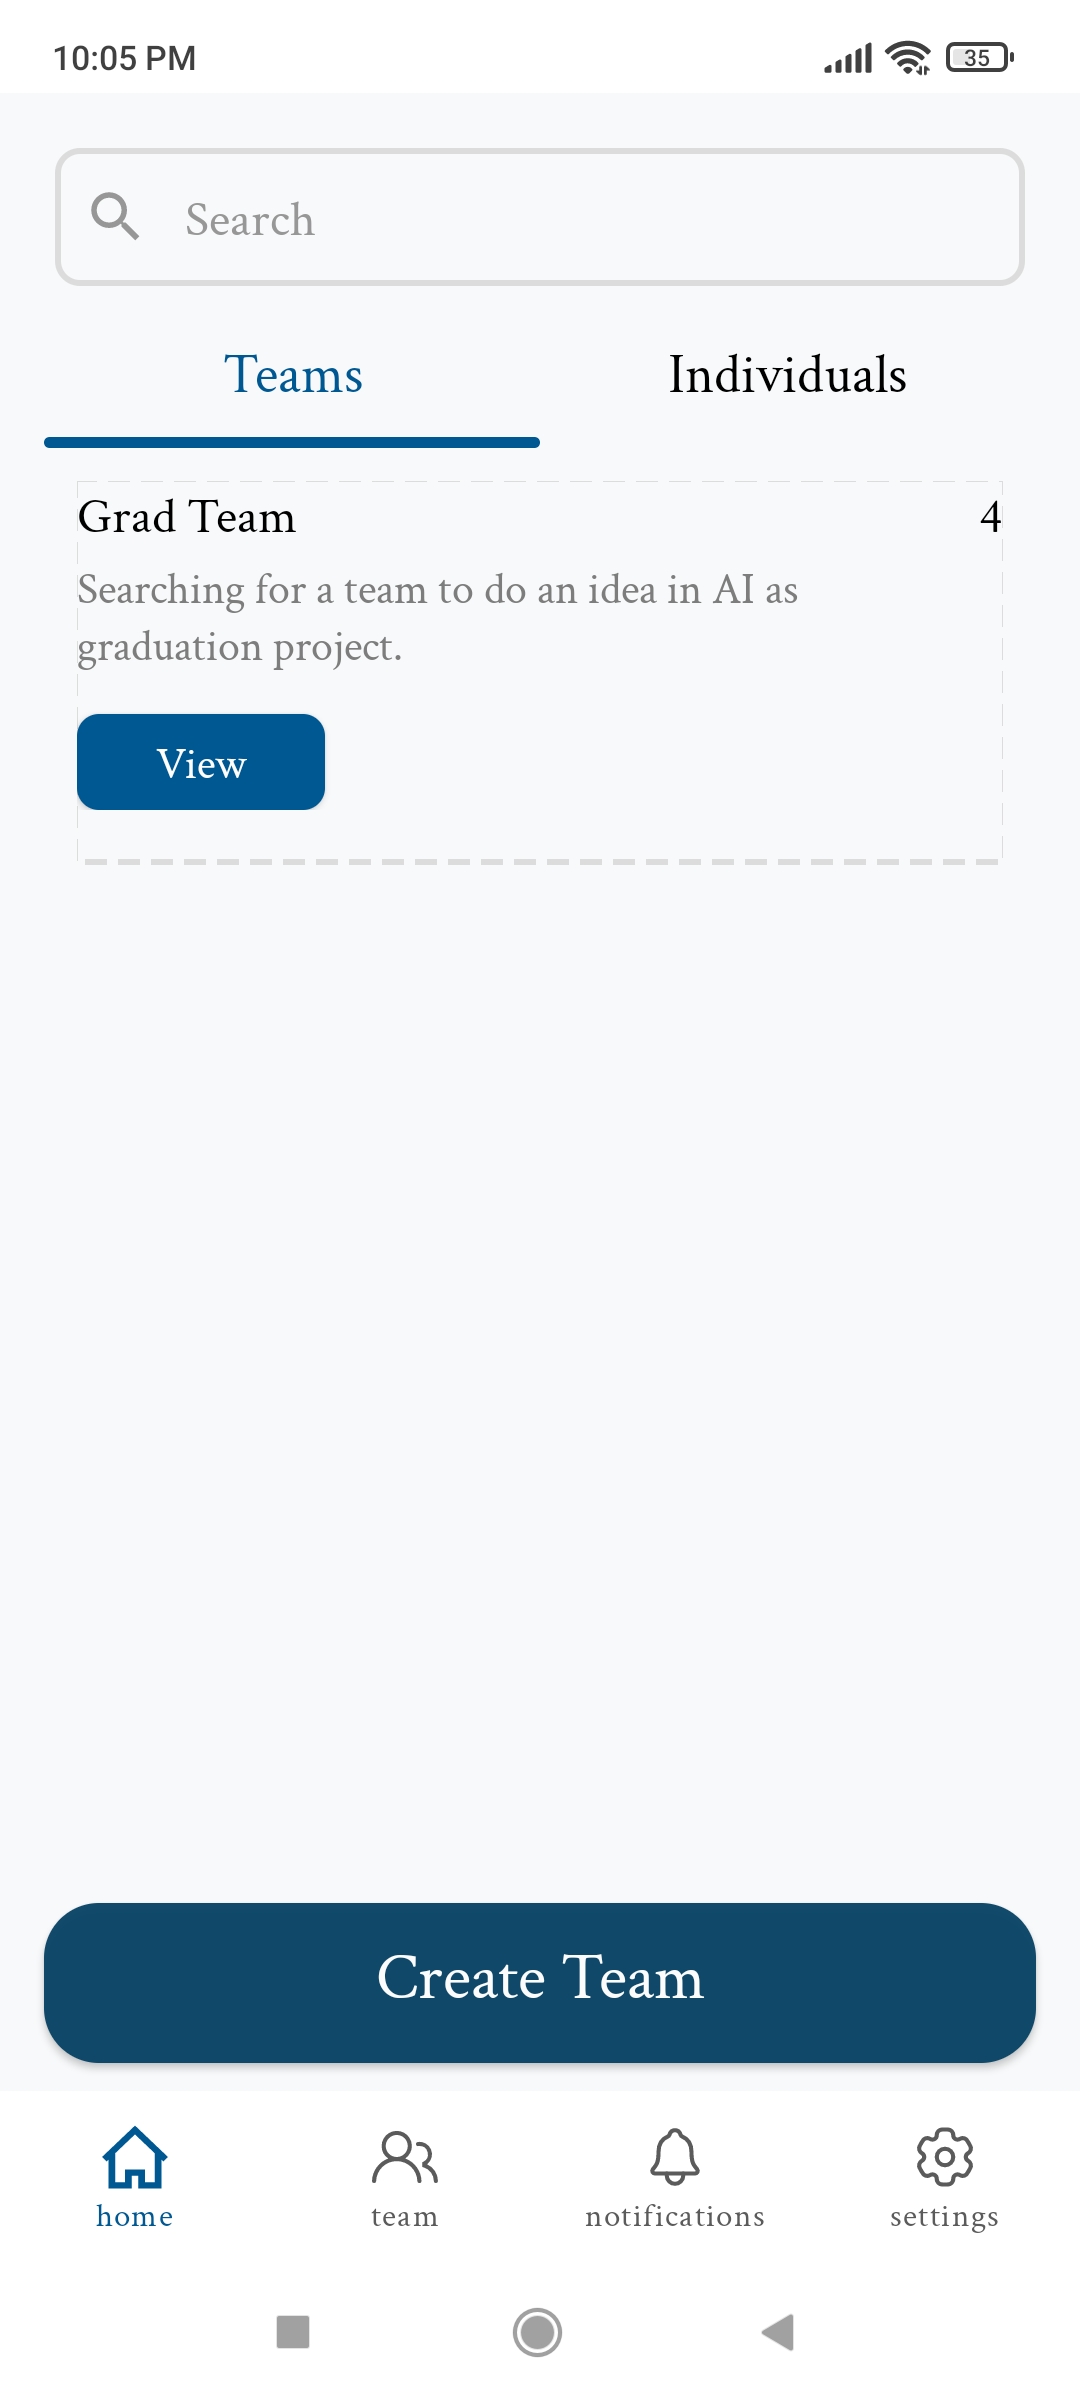 10:05 PM
35
Search
Teams
Individuals
Grad Team
4
Searching for a team to do an idea in AI as
graduation project.
View
Create Team
home
team
notifications
settings